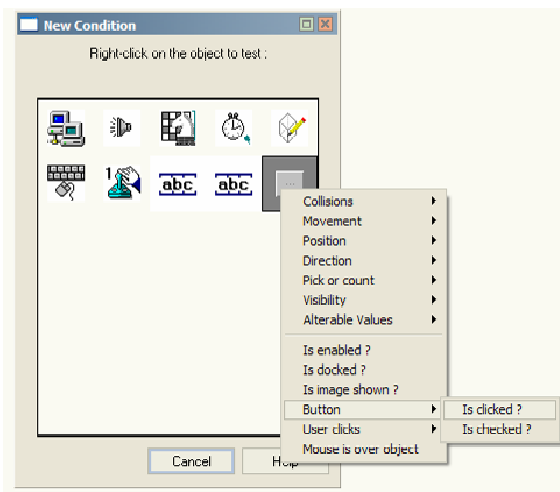 New Condition
Right-click on the object to test :
1
abc
abc
...
Collisions
Movement
Position
Direction
Pick or count
Visibility
Alterable Values
Is enabled ?
Is docked ?
Is image shown ?
Button
Is clicked ?
User clicks
Is checked ?
Mouse is over object
Cancel
Help